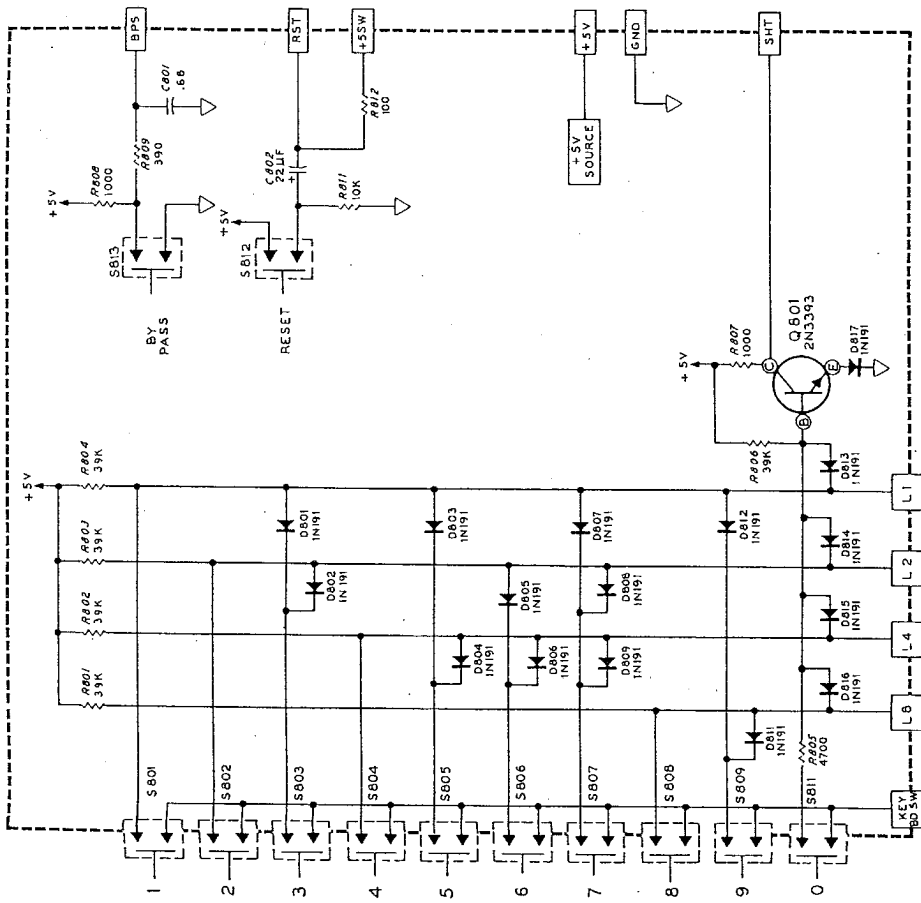 BPS
RST
+5SW
+5V
GND
SHT
C801
.68
R809
390
R808
1000
+5V
S813
BY
PASS
R812
100
C802
22UF
+
R811
10K
+5V
S812
RESET
+5V
SOURCE
Q801
2N3393
R807
1000
C
E
B
D817
1N191
+5V
R806
39K
+5V
R804
39K
R803
39K
R802
39K
R801
39K
D801
1N191
D802
1N191
D803
1N191
D804
1N191
D805
1N191
D806
1N191
D807
1N191
D808
1N191
D809
1N191
D812
1N191
D811
1N191
D813
1N191
D814
1N191
D815
1N191
D816
1N191
R805
4700
S801
S802
S803
S804
S805
S806
S807
S808
S809
S811
1
2
3
4
5
6
7
8
9
0
L1
L2
L4
L8
KEY
BD SW